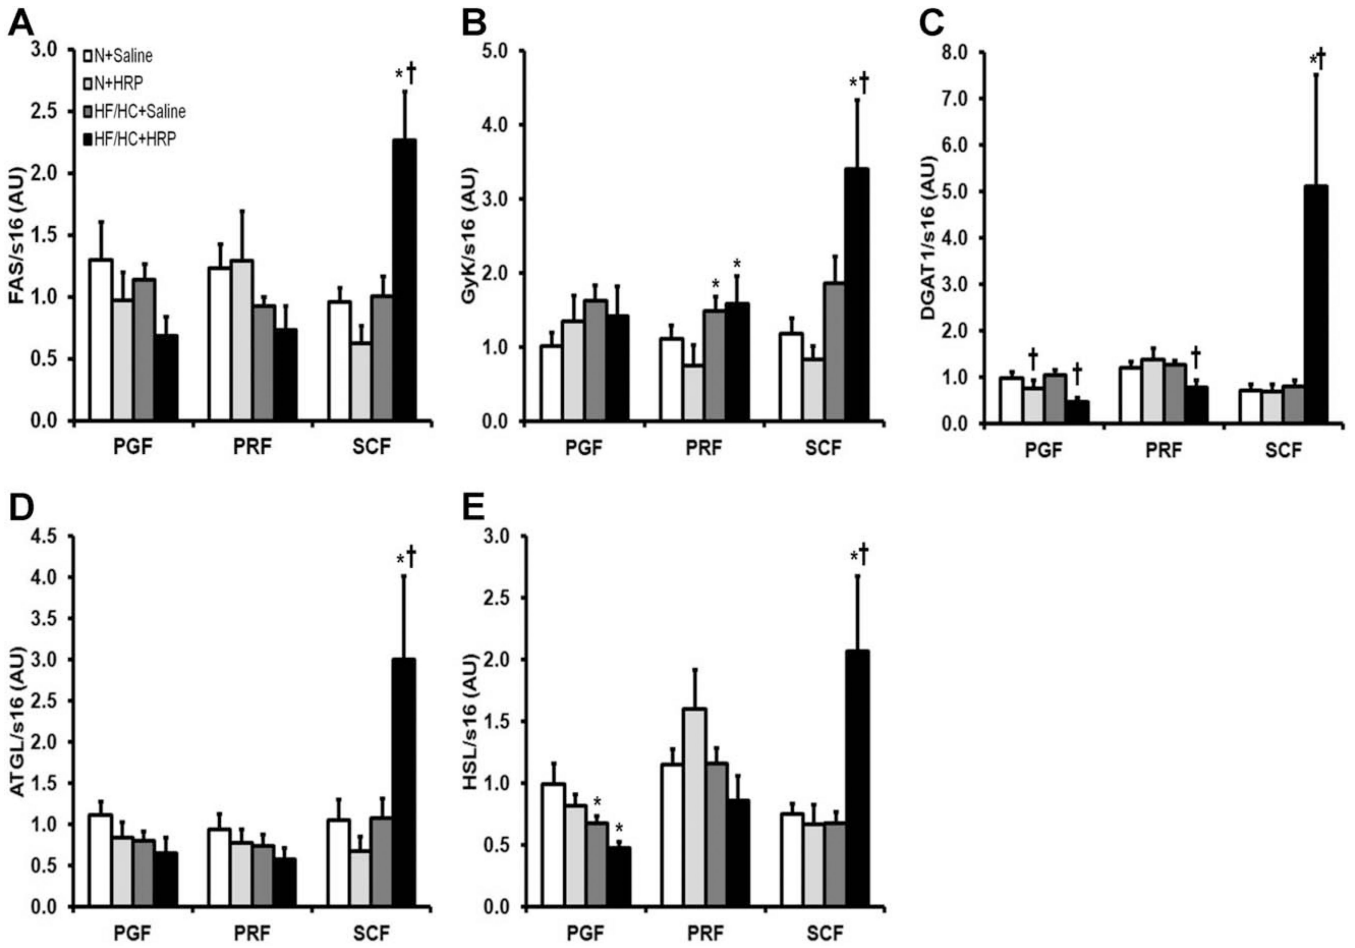 A
FAS/s16 (AU)
3.0
2.5
2.0
1.5
1.0
0.5
0.0
N+Saline
N+HRP
HF/HC+Saline
HF/HC+HRP
*†
PGF PRF SCF
B
GyK/s16 (AU)
5.0
4.0
3.0
2.0
1.0
0.0
* * *†
PGF PRF SCF
C
DGAT1/s16 (AU)
8.0
7.0
6.0
5.0
4.0
3.0
2.0
1.0
0.0
† † † *†
PGF PRF SCF
D
ATGL/s16 (AU)
4.5
4.0
3.5
3.0
2.5
2.0
1.5
1.0
0.5
0.0
*†
PGF PRF SCF
E
HSL/s16 (AU)
3.0
2.5
2.0
1.5
1.0
0.5
0.0
* * *†
PGF PRF SCF